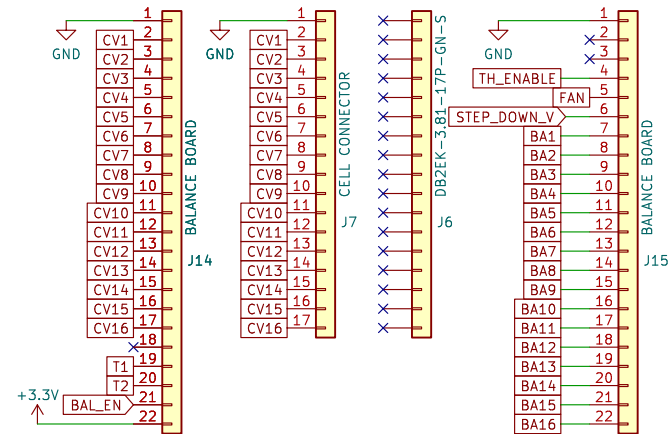 1
GND
CV1 2
CV2 3
CV3 4
CV4 5
CV5 6
CV6 7
CV7 8
CV8 9
CV9 10
CV10 11
CV11 12
CV12 13
CV13 14
CV14 15
CV15 16
CV16 17
18
T1 19
T2 20
BAL_EN 21
+3.3V 22
BALANCE BOARD
J14
1
GND
CV1 2
CV2 3
CV3 4
CV4 5
CV5 6
CV6 7
CV7 8
CV8 9
CV9 10
CV10 11
CV11 12
CV12 13
CV13 14
CV14 15
CV15 16
CV16 17
CELL CONNECTOR
J7
DB2EK-3.81-17P-GN-S
J6
1
GND
2
3
TH_ENABLE 4
FAN 5
STEP_DOWN_V 6
BA1 7
BA2 8
BA3 9
BA4 10
BA5 11
BA6 12
BA7 13
BA8 14
BA9 15
BA10 16
BA11 17
BA12 18
BA13 19
BA14 20
BA15 21
BA16 22
BALANCE BOARD
J15